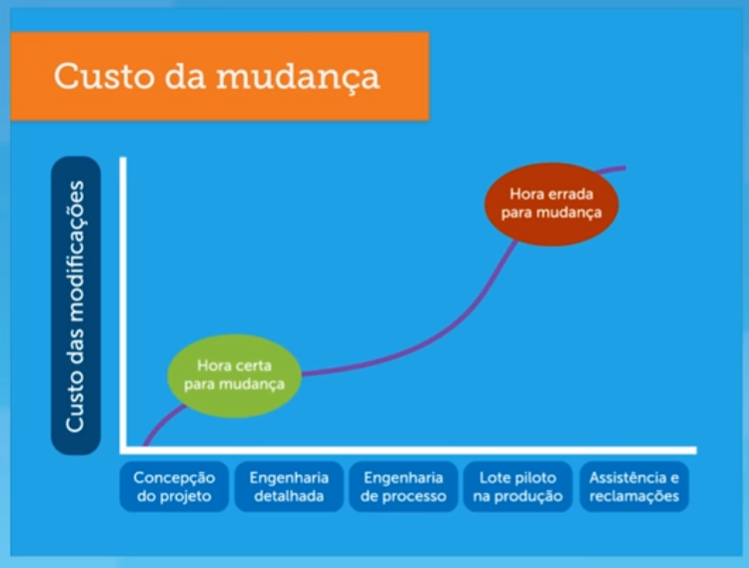 Custo da mudança
Custo das modificações
Hora errada
para mudança
Hora certa
para mudança
Concepção
do projeto
Engenharia
detalhada
Engenharia
de processo
Lote piloto
na produção
Assistência e
reclamações